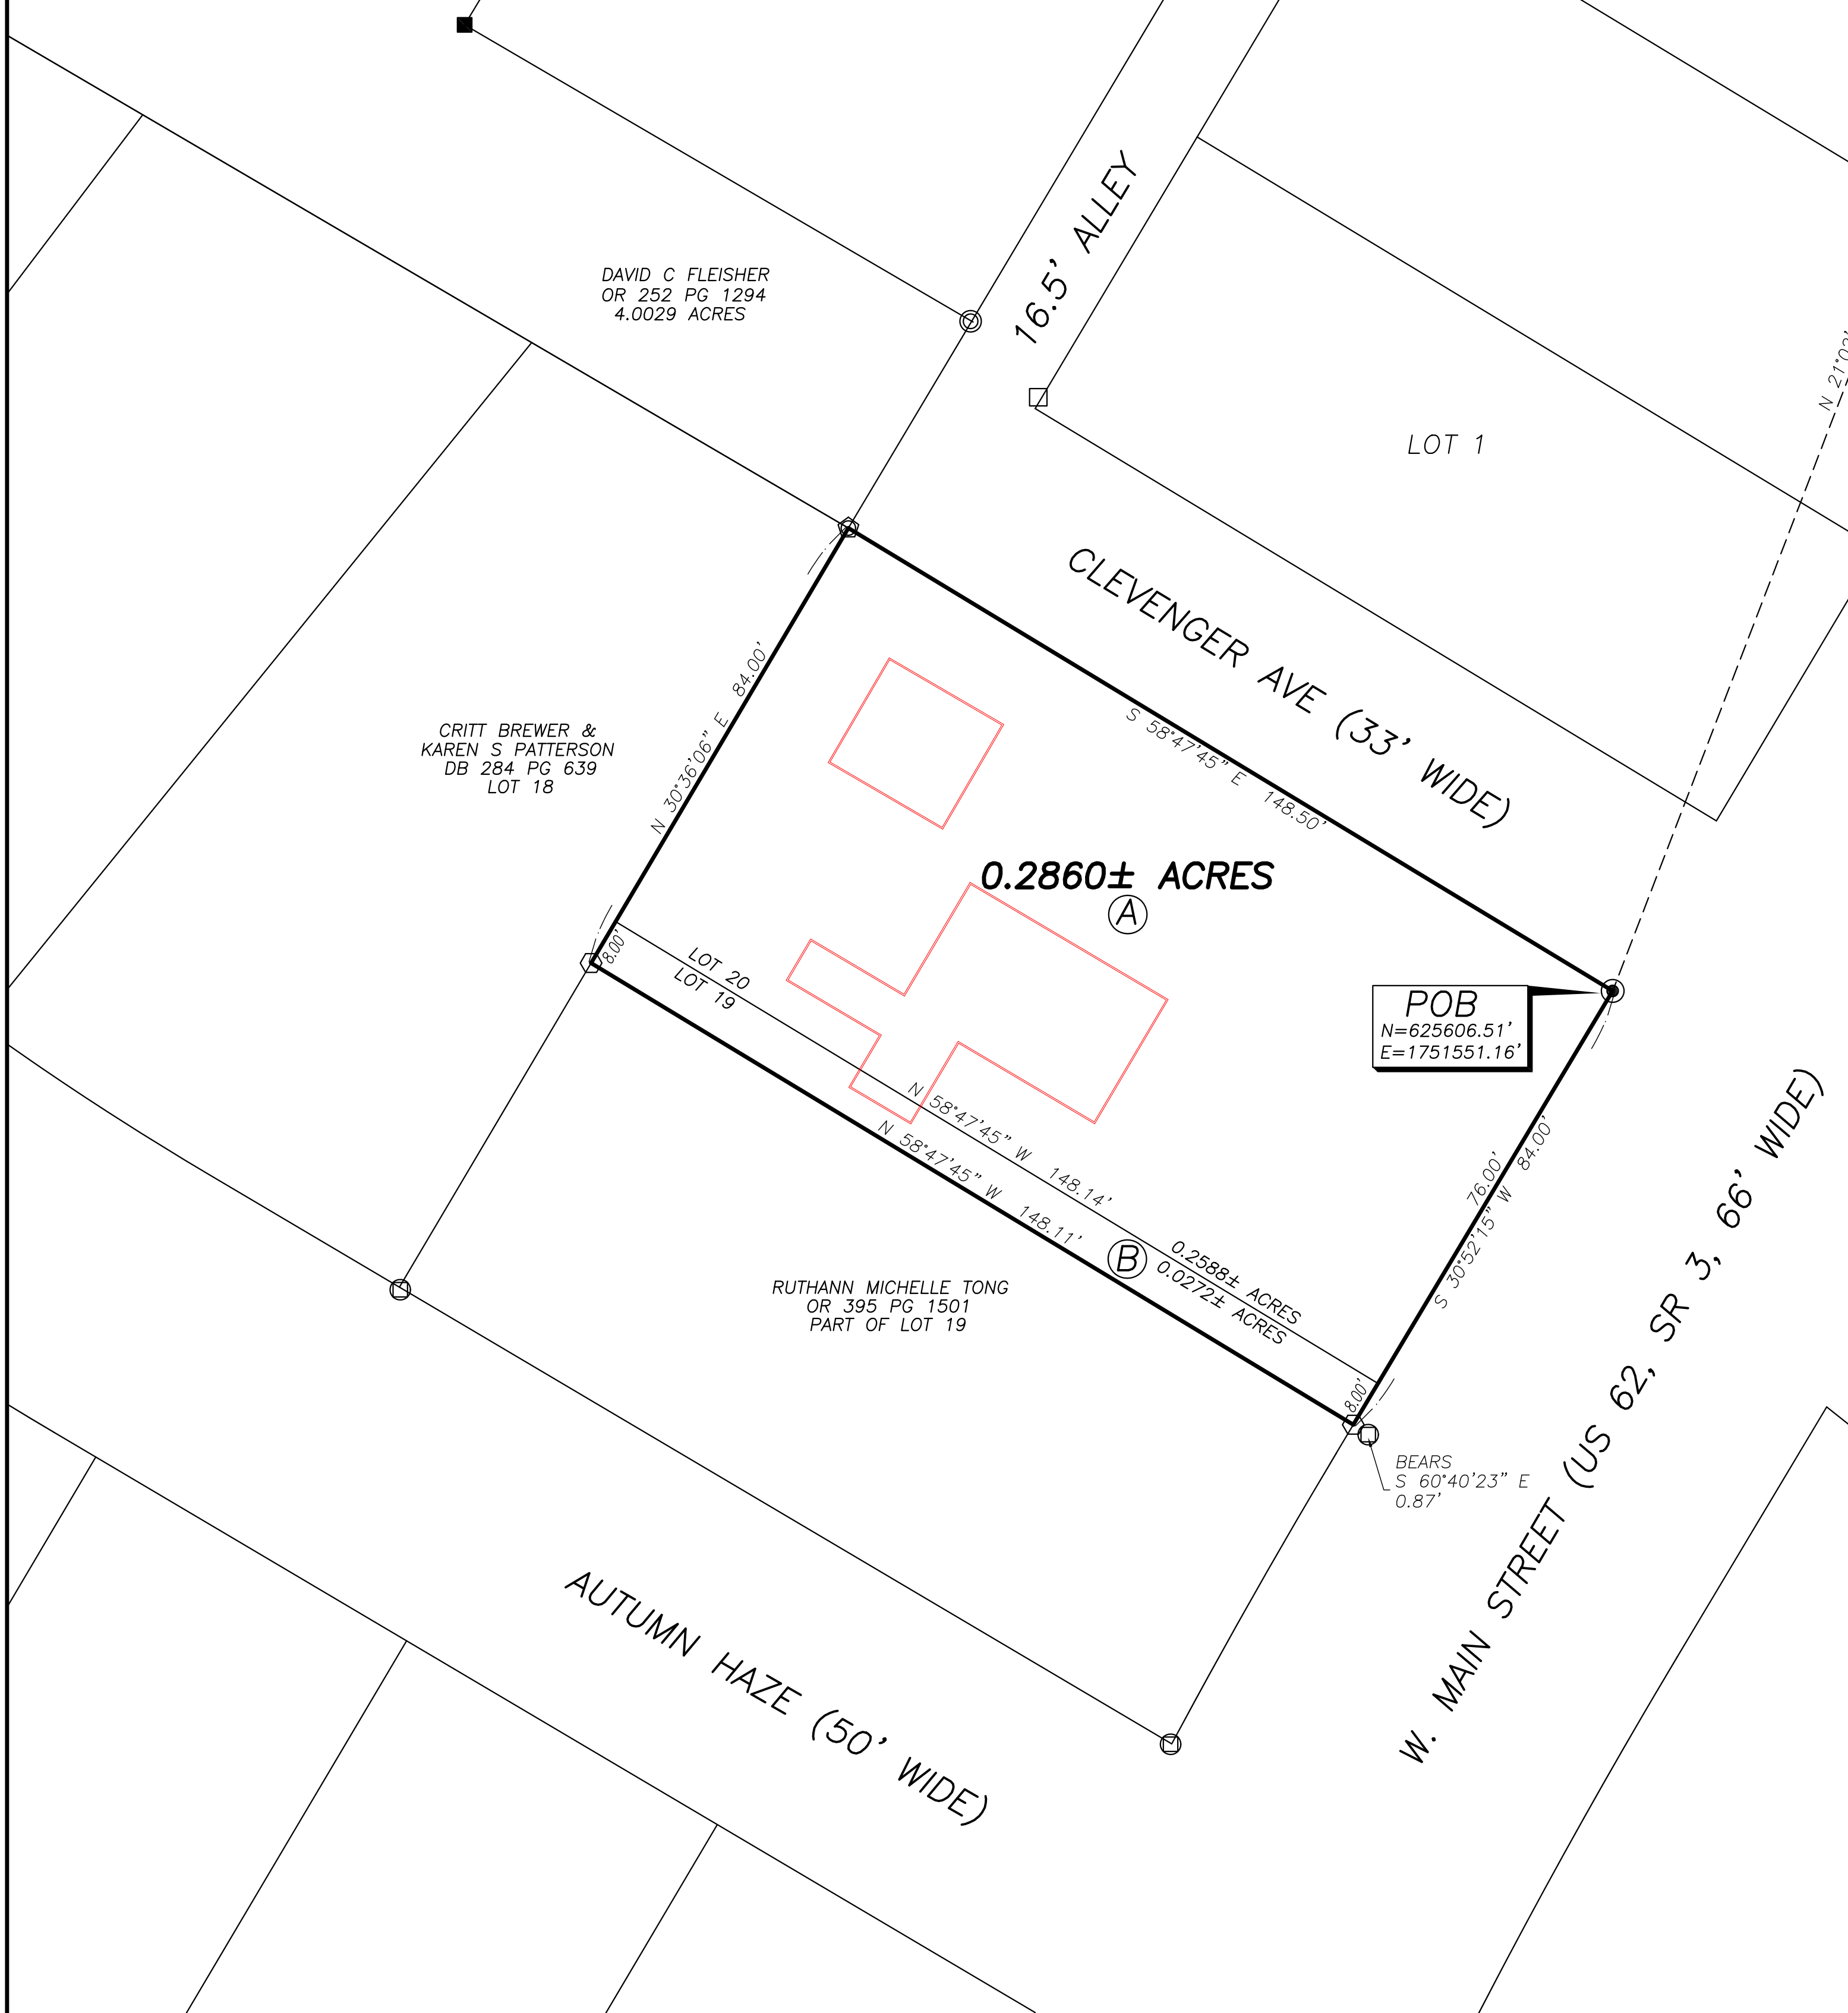 DAVID C FLEISHER
OR 252 PG 1294
4.0029 ACRES
16.5' ALLEY
LOT 1
N 21°02'
CLEVENGER AVE (33' WIDE)
S 58°47'45" E 148.50'
N 30°36'06" E 84.00'
CRITT BREWER &
KAREN S PATTERSON
DB 284 PG 639
LOT 18
0.2860± ACRES
A
8.00'
LOT 20
LOT 19
POB
N=625606.51'
E=1751551.16'
N 58°47'45" W 148.14'
N 58°47'45" W 148.11'
76.00'
S 30°52'15" W 84.00'
B
0.2588± ACRES
0.0272± ACRES
RUTHANN MICHELLE TONG
OR 395 PG 1501
PART OF LOT 19
8.00'
BEARS
S 60°40'23" E
0.87'
W. MAIN STREET (US 62, SR 3, 66' WIDE)
AUTUMN HAZE (50' WIDE)